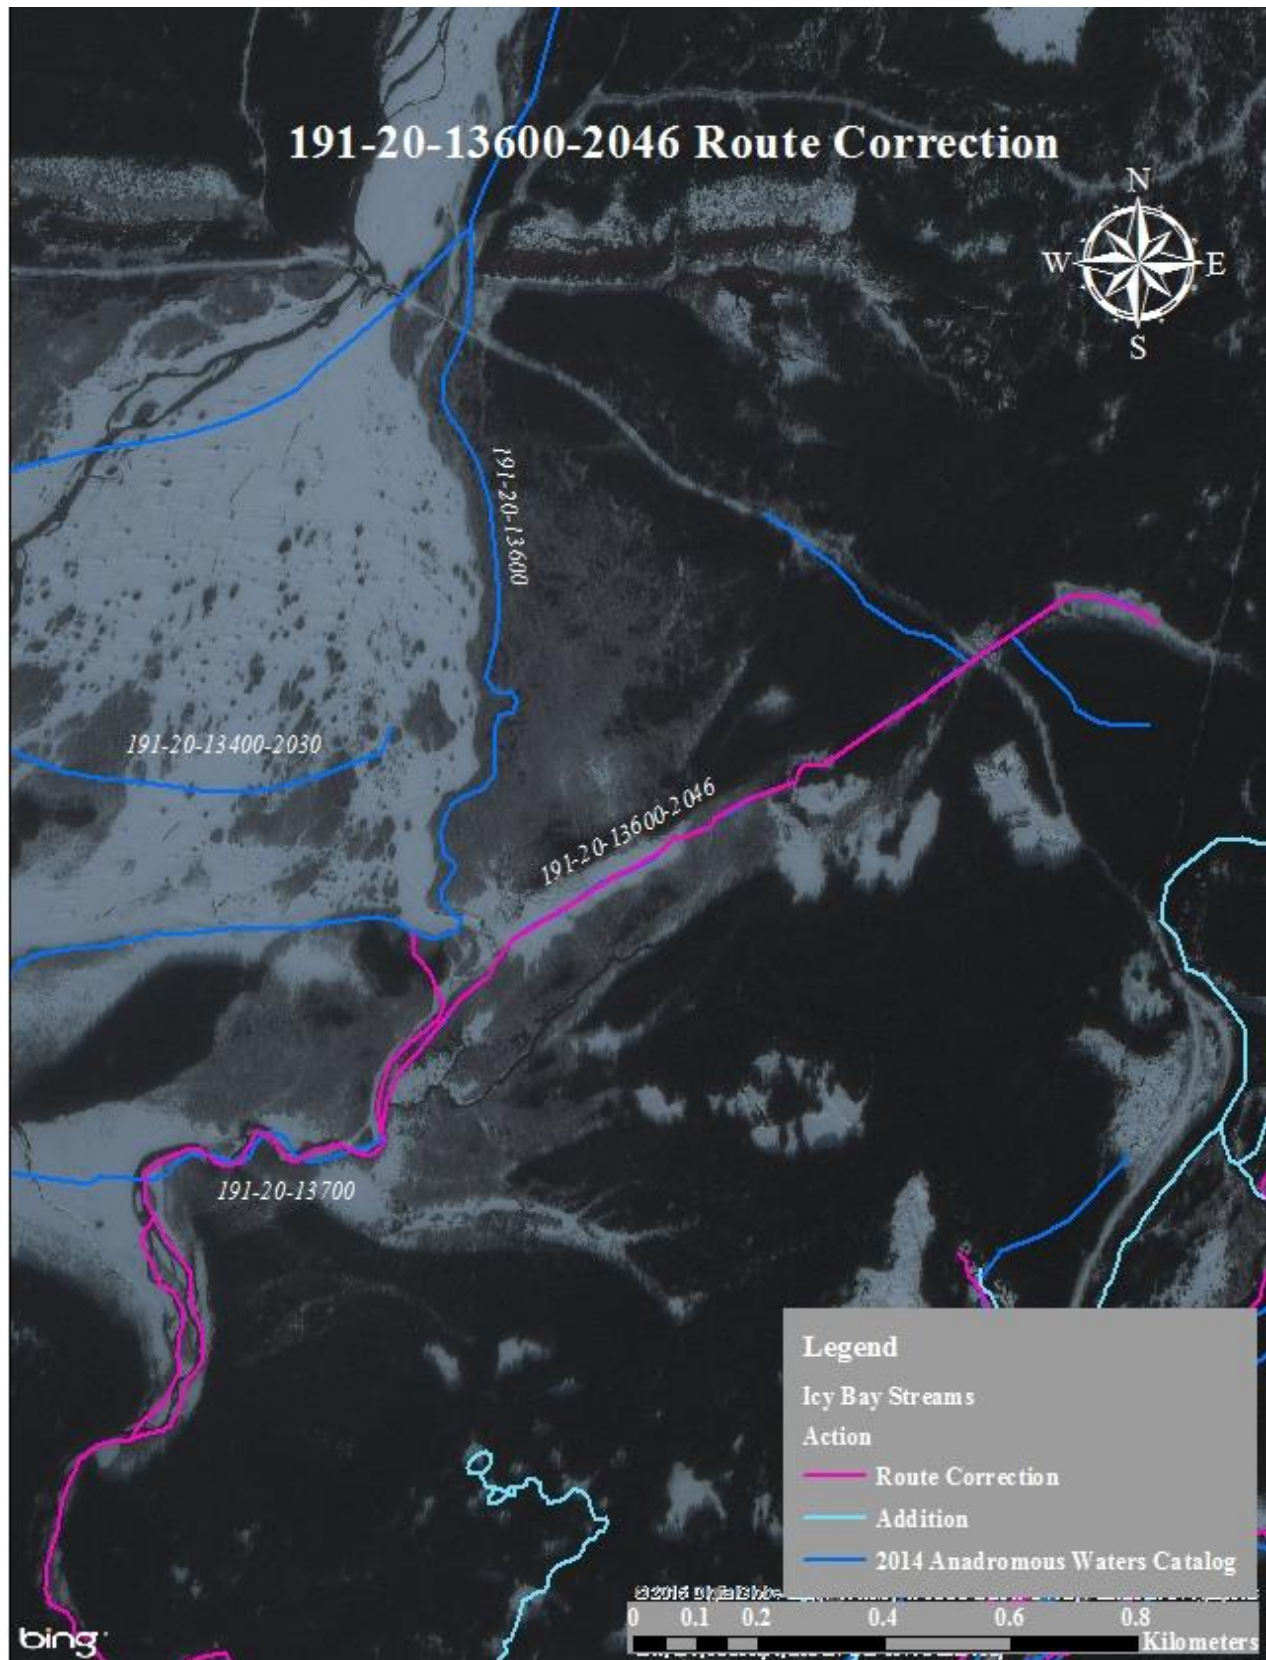 191-20-13600-2046 Route Correction
N
W E
S
191-20-13600
191-20-13400-2030
191-20-13600-2046
191-20-13700
Legend
Icy Bay Streams
Action
Route Correction
Addition
2014 Anadromous Waters Catalog
0 0.1 0.2 0.4 0.6 0.8
Kilometers
bing